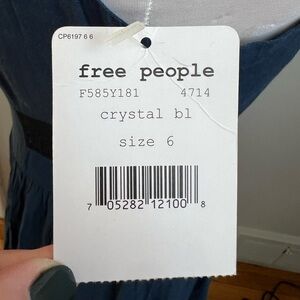 CP6197 6 6
free people
F585Y181 4714
crystal bl
size 6
7 05282 12100 8